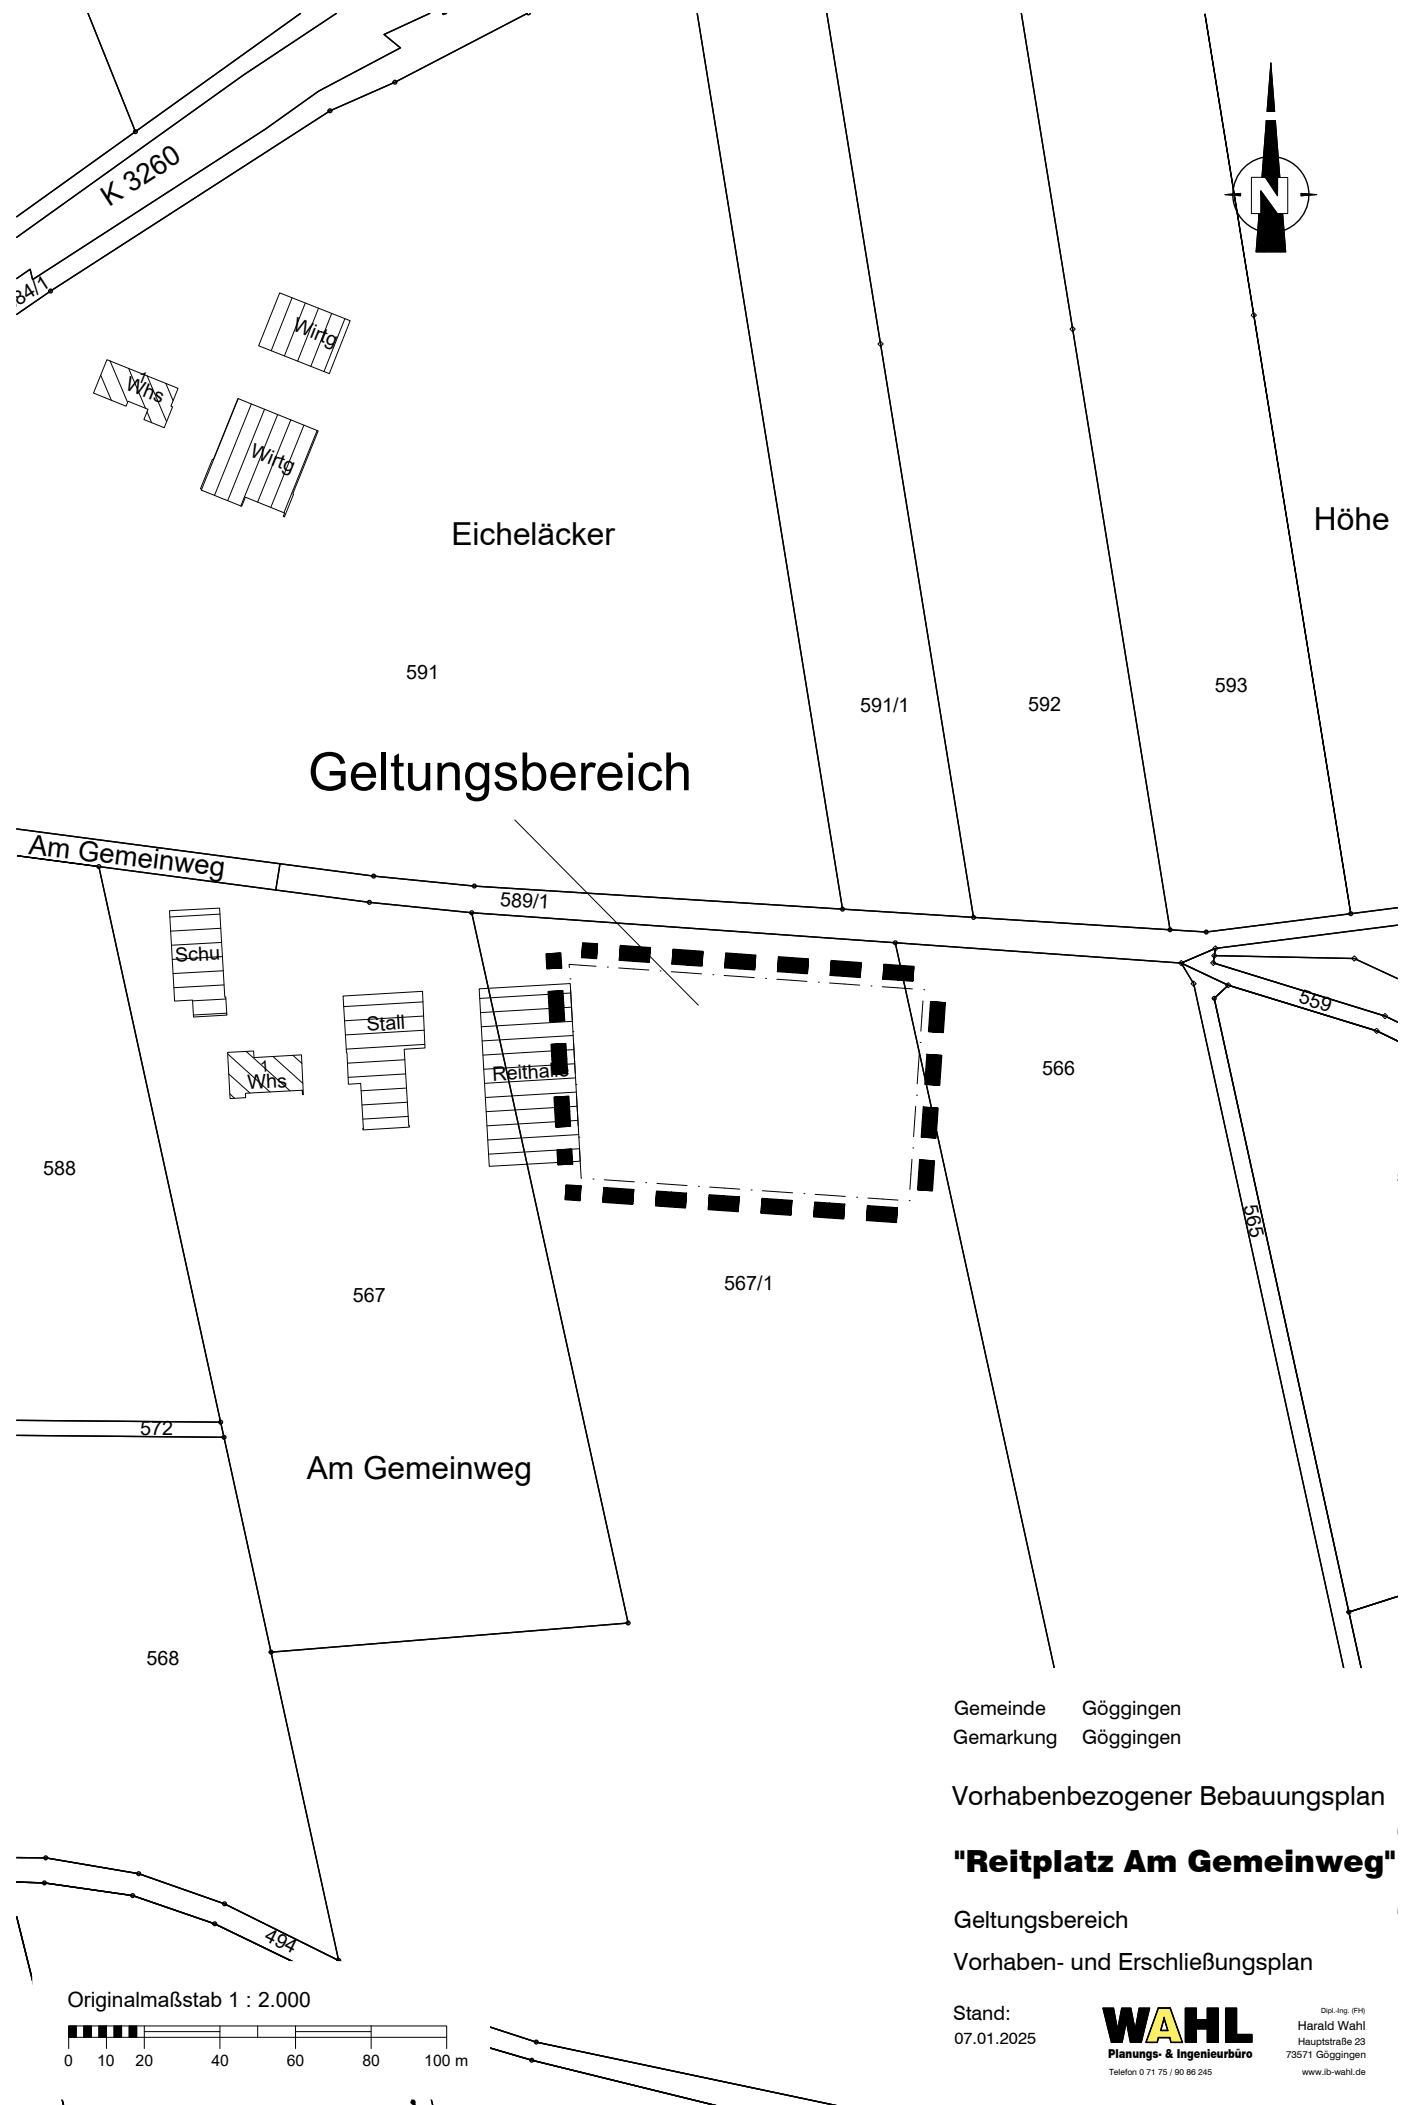 K 3260
84/1
Wirtg
1
Whs
Wirtg
Eicheläcker
Höhe
591
591/1
592
593
Geltungsbereich
Am Gemeinweg
589/1
Schu
Stall
559
1
Whs
Reithalle
566
588
565
567
567/1
572
Am Gemeinweg
568
494
Gemeinde Göggingen
Gemarkung Göggingen
Vorhabenbezogener Bebauungsplan
"Reitplatz Am Gemeinweg"
Geltungsbereich
Vorhaben- und Erschließungsplan
Originalmaßstab 1 : 2.000
0 10 20 40 60 80 100 m
Stand:
07.01.2025
WAHL
Planungs- & Ingenieurbüro
Telefon 0 71 75 / 90 86 245
Dipl.-Ing. (FH)
Harald Wahl
Hauptstraße 23
73571 Göggingen
www.ib-wahl.de
N